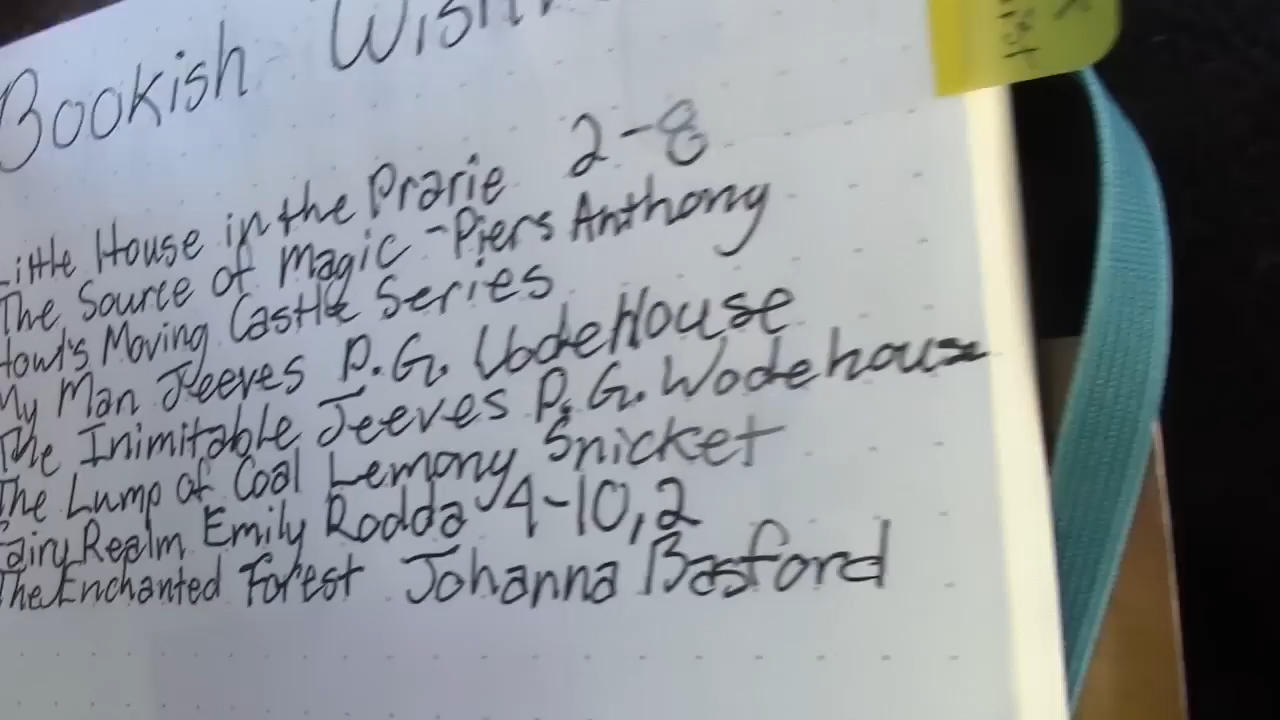 Bookish Wish
Little House in the Prarie 2-8
The Source of Magic - Piers Anthony
Howl's Moving Castle Series
My Man Jeeves P.G. Wodehouse
The Inimitable Jeeves P.G. Wodehouse
The Lump of Coal Lemony Snicket
Fairy Realm Emily Rodda 4-10,2
The Enchanted Forest Johanna Basford